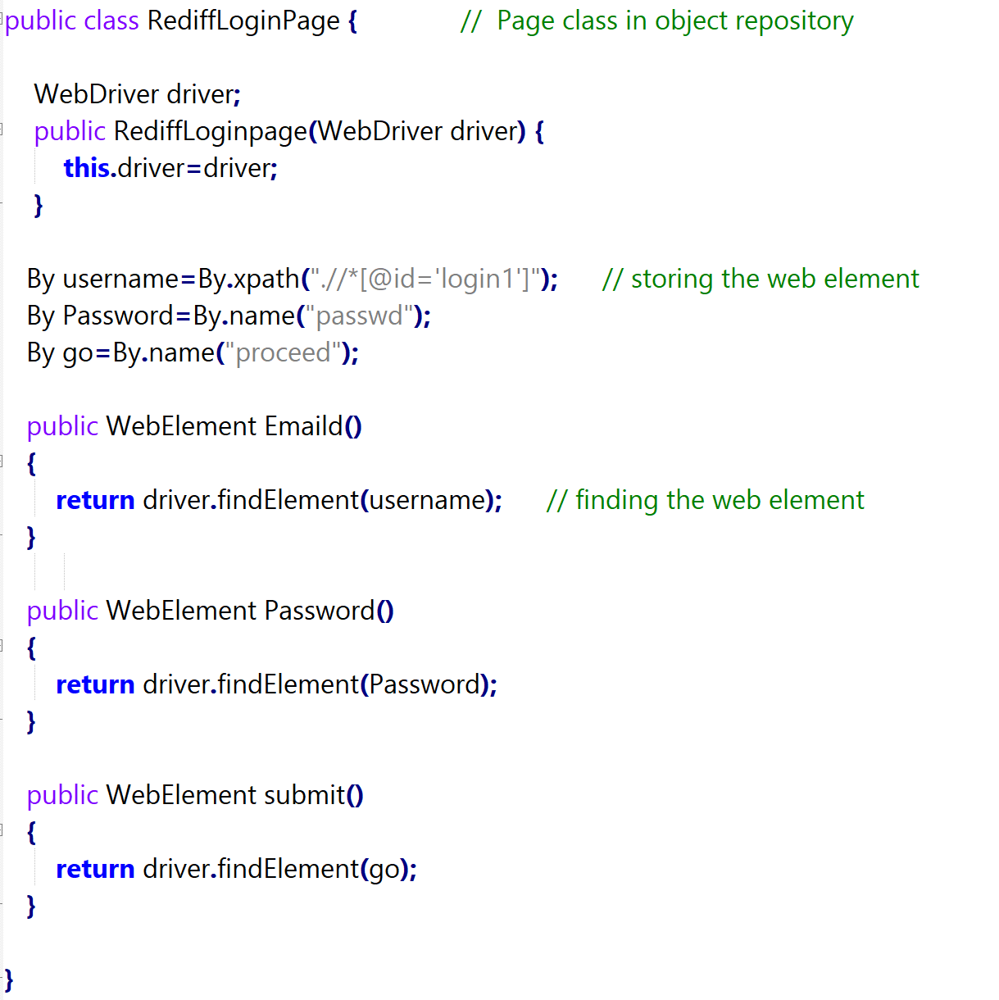 public class RediffLoginPage {               //  Page class in object repository
WebDriver driver;
public RediffLoginpage(WebDriver driver) {
this.driver=driver;
}
By username=By.xpath(".//*[@id='login1']");      // storing the web element
By Password=By.name("passwd");
By go=By.name("proceed");
public WebElement Emaild()
{
return driver.findElement(username);      // finding the web element
}
public WebElement Password()
{
return driver.findElement(Password);
}
public WebElement submit()
{
return driver.findElement(go);
}
}